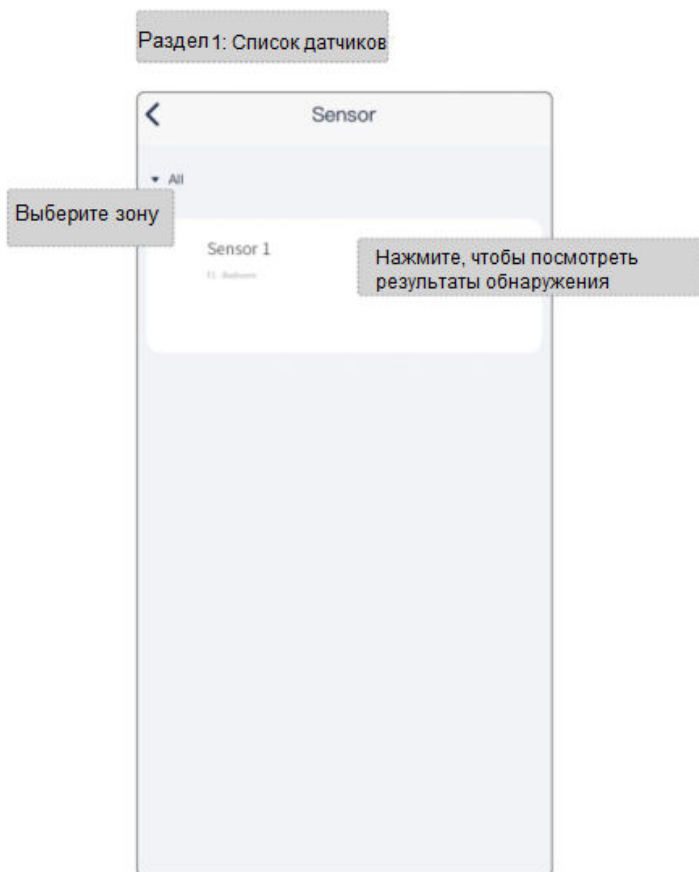 Раздел 1: Список датчиков
Sensor
All
Выберите зону
Sensor 1
Нажмите, чтобы посмотреть
результаты обнаружения